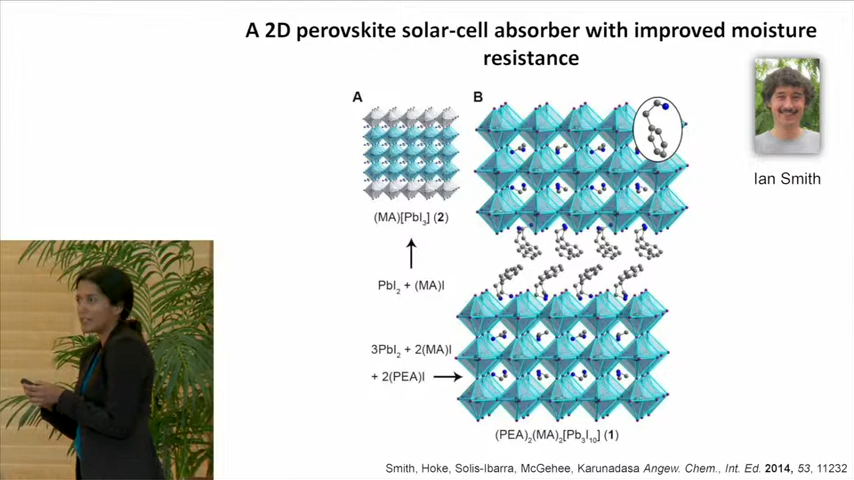 A 2D perovskite solar-cell absorber with improved moisture
resistance
A
B
Ian Smith
(MA)[PbI₃] (2)
PbI₂ + (MA)I
3PbI₂ + 2(MA)I
+ 2(PEA)I
(PEA)₂(MA)₂[Pb₃I₁₀] (1)
Smith, Hoke, Solis-Ibarra, McGehee, Karunadasa Angew. Chem., Int. Ed. 2014, 53, 11232